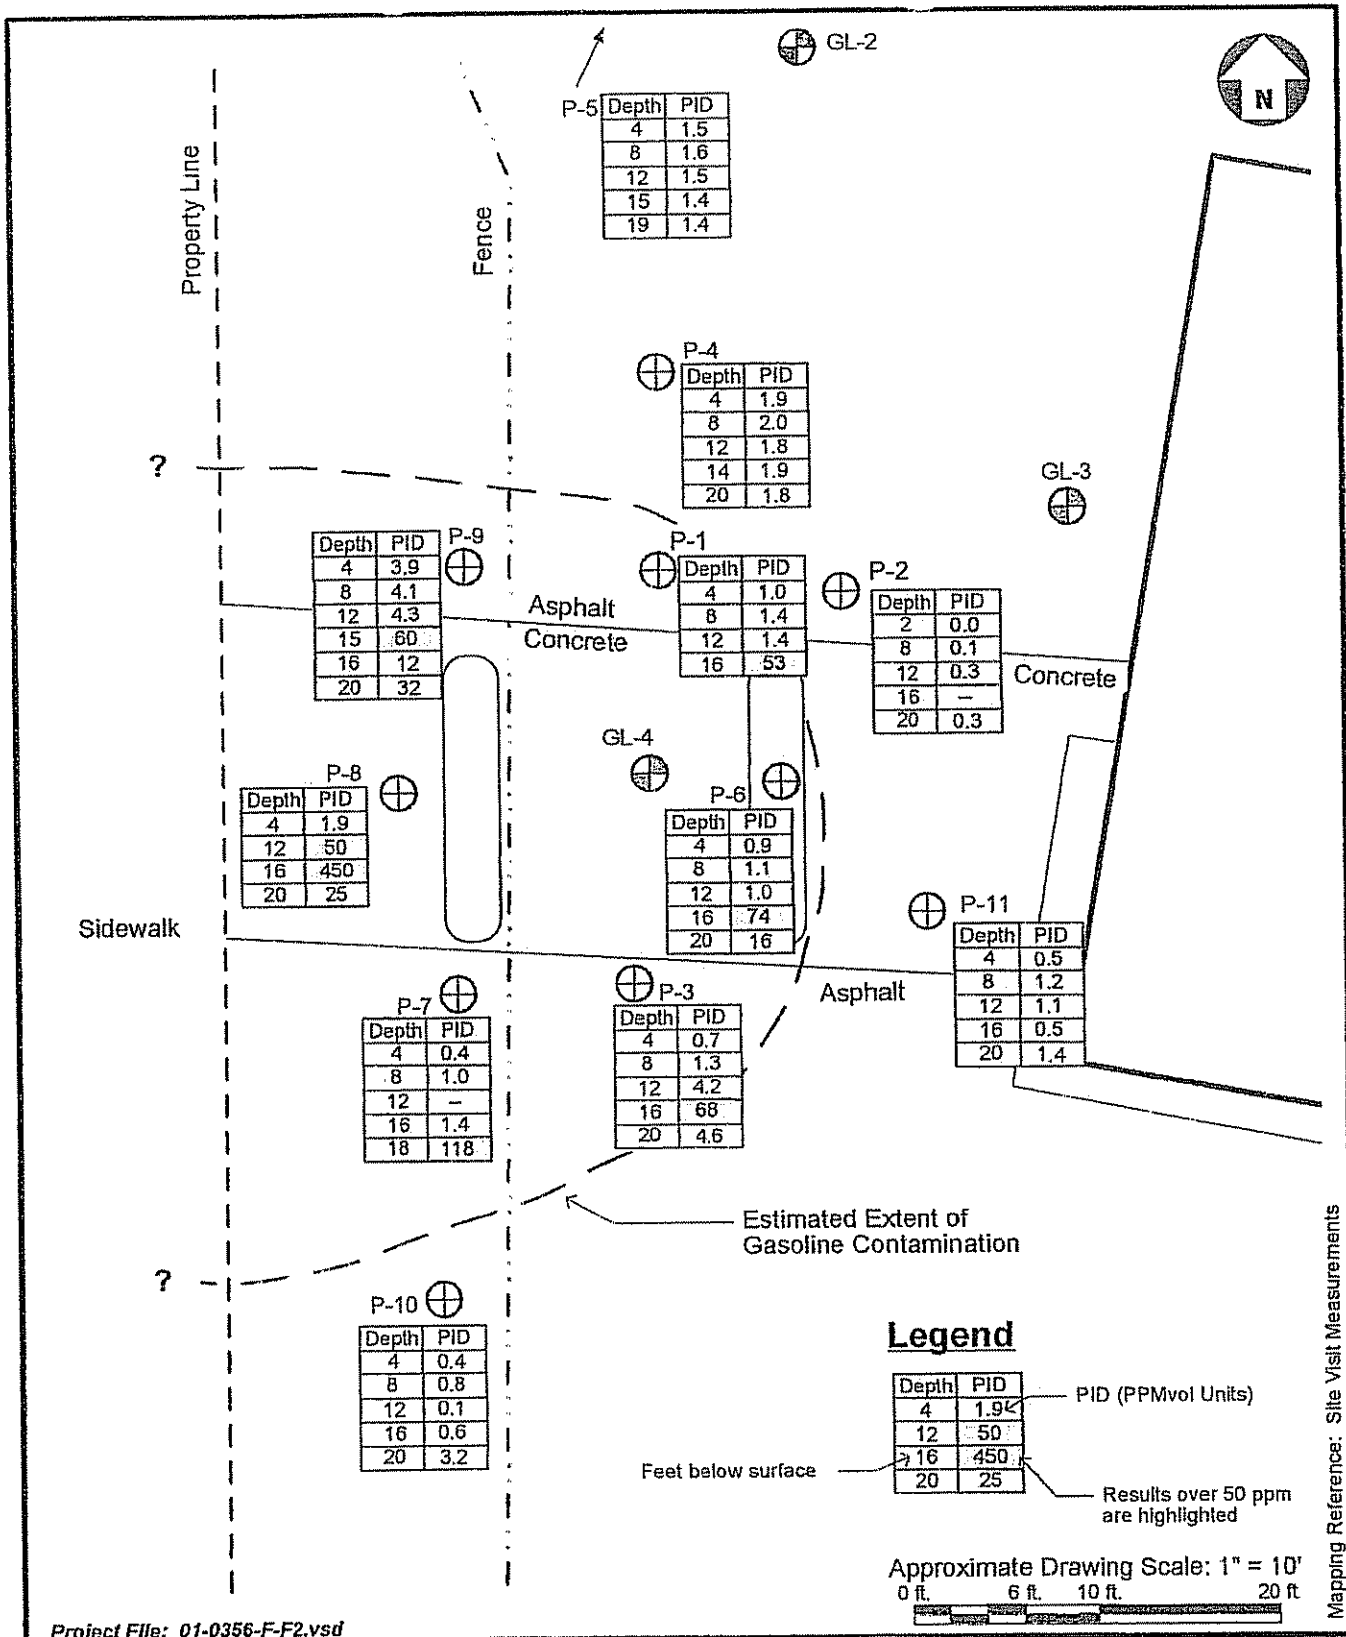 GL-2
N
P-5
Depth PID
4 1.5
8 1.6
12 1.5
15 1.4
19 1.4
Property Line
Fence
P-4
Depth PID
4 1.9
8 2.0
12 1.8
14 1.9
20 1.8
?
GL-3
P-9
Depth PID
4 3.9
8 4.1
12 4.3
15 60
16 12
20 32
P-1
Depth PID
4 1.0
8 1.4
12 1.4
16 53
P-2
Depth PID
2 0.0
8 0.1
12 0.3
16 –
20 0.3
Asphalt
Concrete
Concrete
GL-4
P-8
Depth PID
4 1.9
12 50
16 450
20 25
P-6
Depth PID
4 0.9
8 1.1
12 1.0
16 74
20 16
Sidewalk
P-11
Depth PID
4 0.5
8 1.2
12 1.1
16 0.5
20 1.4
Asphalt
P-7
Depth PID
4 0.4
8 1.0
12 –
16 1.4
18 118
P-3
Depth PID
4 0.7
8 1.3
12 4.2
16 68
20 4.6
Estimated Extent of
Gasoline Contamination
?
P-10
Depth PID
4 0.4
8 0.8
12 0.1
16 0.6
20 3.2
Legend
Depth PID
4 1.9
12 50
16 450
20 25
PID (PPMvol Units)
Feet below surface
Results over 50 ppm
are highlighted
Approximate Drawing Scale: 1" = 10'
0 ft. 6 ft. 10 ft. 20 ft
Mapping Reference: Site Visit Measurements
Project File: 01-0356-F-F2.vsd